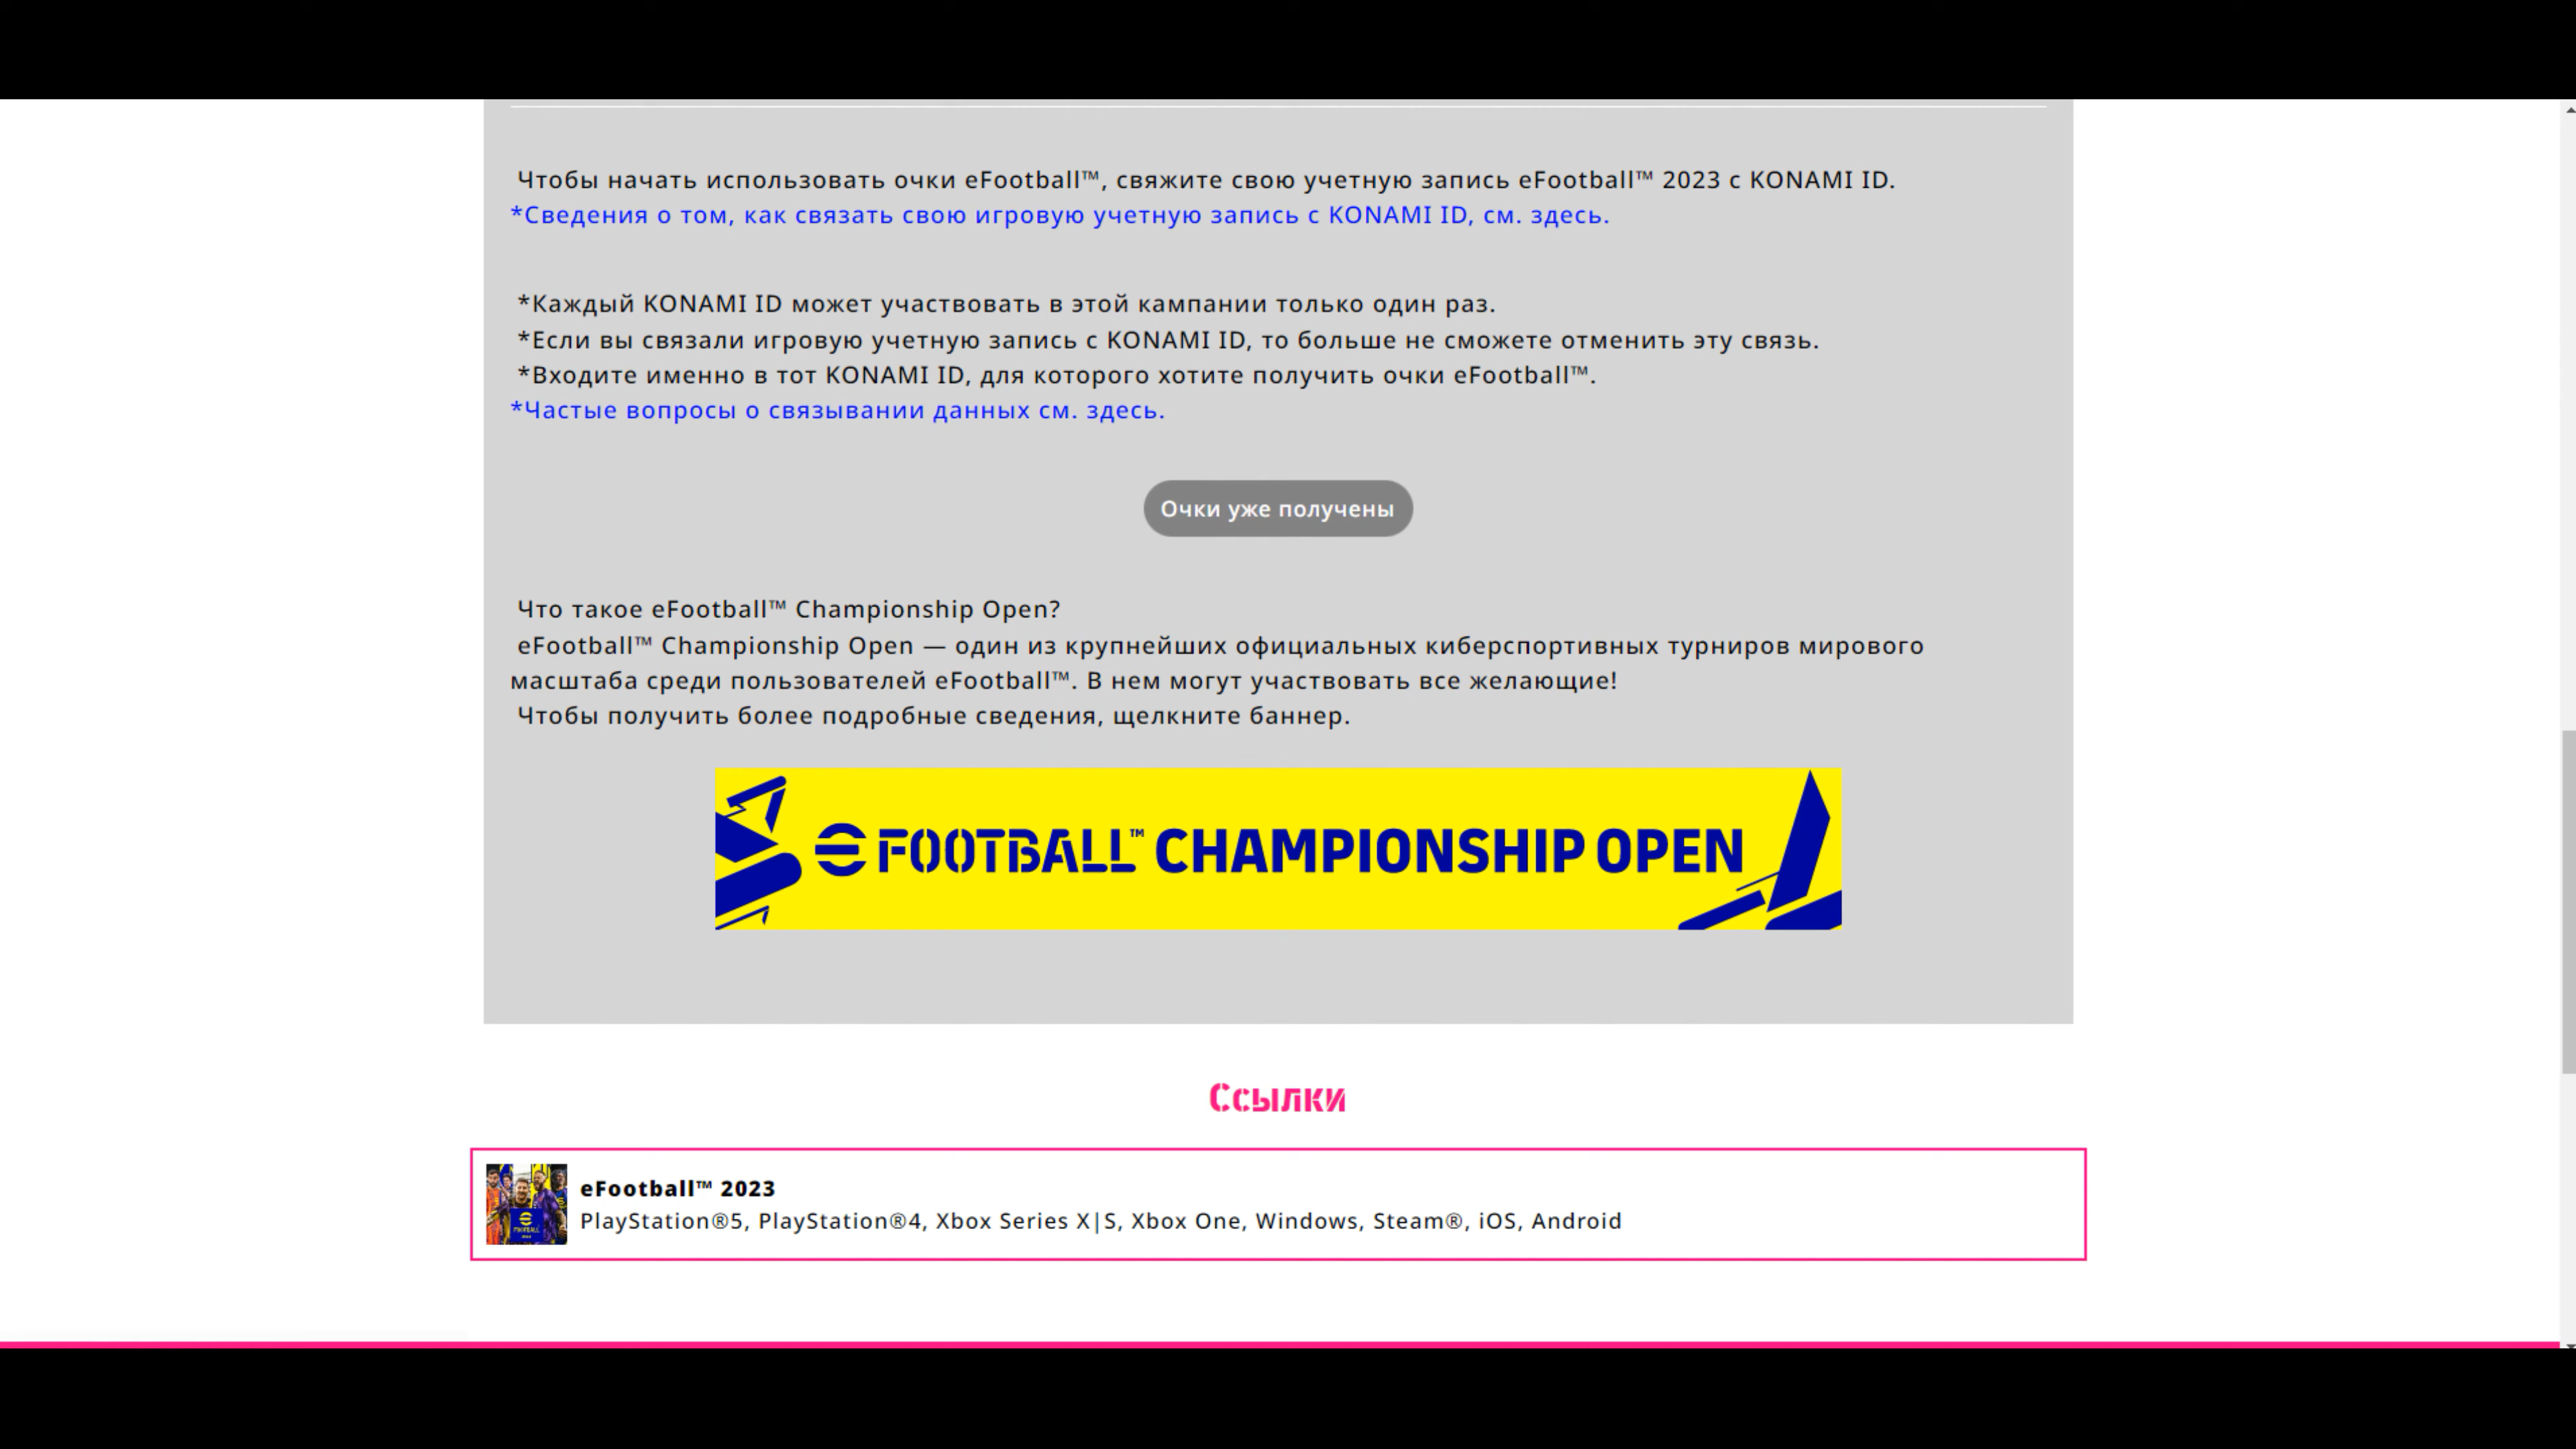 Чтобы начать использовать очки eFootball™, свяжите свою учетную запись eFootball™ 2023 с KONAMI ID.
*Сведения о том, как связать свою игровую учетную запись с KONAMI ID, см. здесь.
*Каждый KONAMI ID может участвовать в этой кампании только один раз.
*Если вы связали игровую учетную запись с KONAMI ID, то больше не сможете отменить эту связь.
*Входите именно в тот KONAMI ID, для которого хотите получить очки eFootball™.
*Частые вопросы о связывании данных см. здесь.
Очки уже получены
Что такое eFootball™ Championship Open?
eFootball™ Championship Open — один из крупнейших официальных киберспортивных турниров мирового
масштаба среди пользователей eFootball™. В нем могут участвовать все желающие!
Чтобы получить более подробные сведения, щелкните баннер.
eFOOTBALL™ CHAMPIONSHIP OPEN
Ссылки
eFootball™ 2023
PlayStation®5, PlayStation®4, Xbox Series X|S, Xbox One, Windows, Steam®, iOS, Android